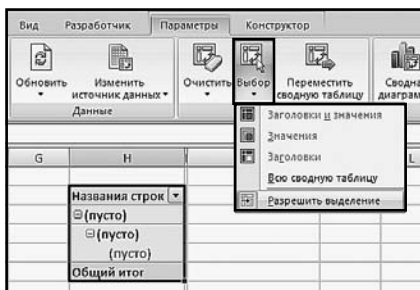 Вид Разработчик Параметры Конструктор
Обновить Изменить источник данных Очистить Выбор Переместить сводную таблицу Сводна диаграм
Данные
Заголовки и значения
Значения
Заголовки
Всю сводную таблицу
Разрешить выделение
G H L
Названия строк
(пусто)
(пусто)
(пусто)
Общий итог